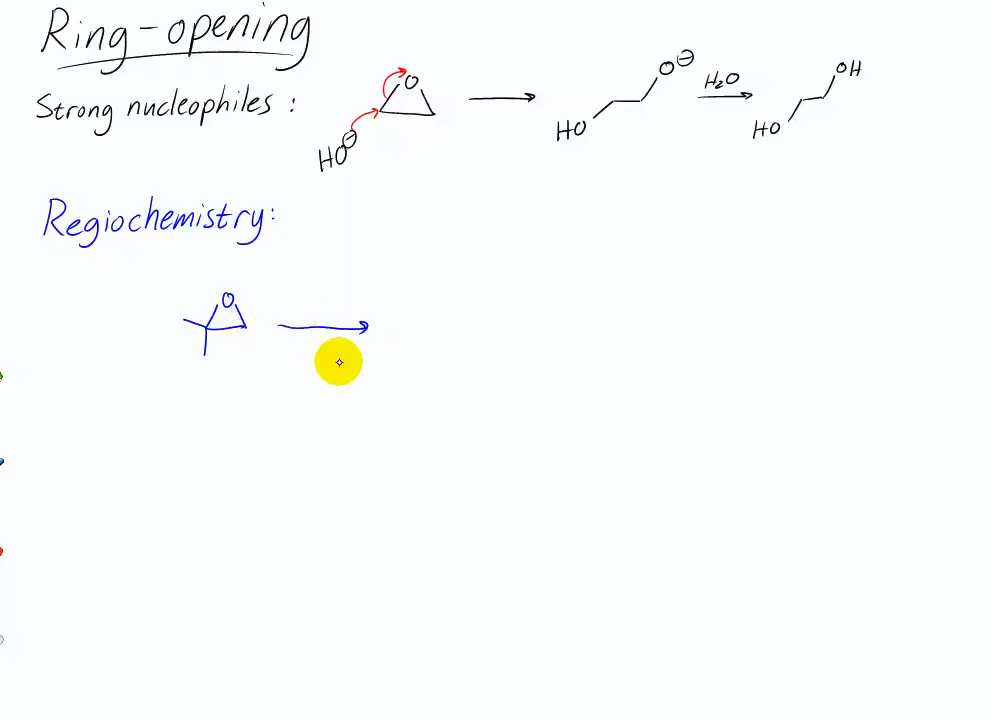 Ring-opening
Strong nucleophiles :
O
HO⊖
O⊖
HO
H₂O
OH
HO
Regiochemistry:
O